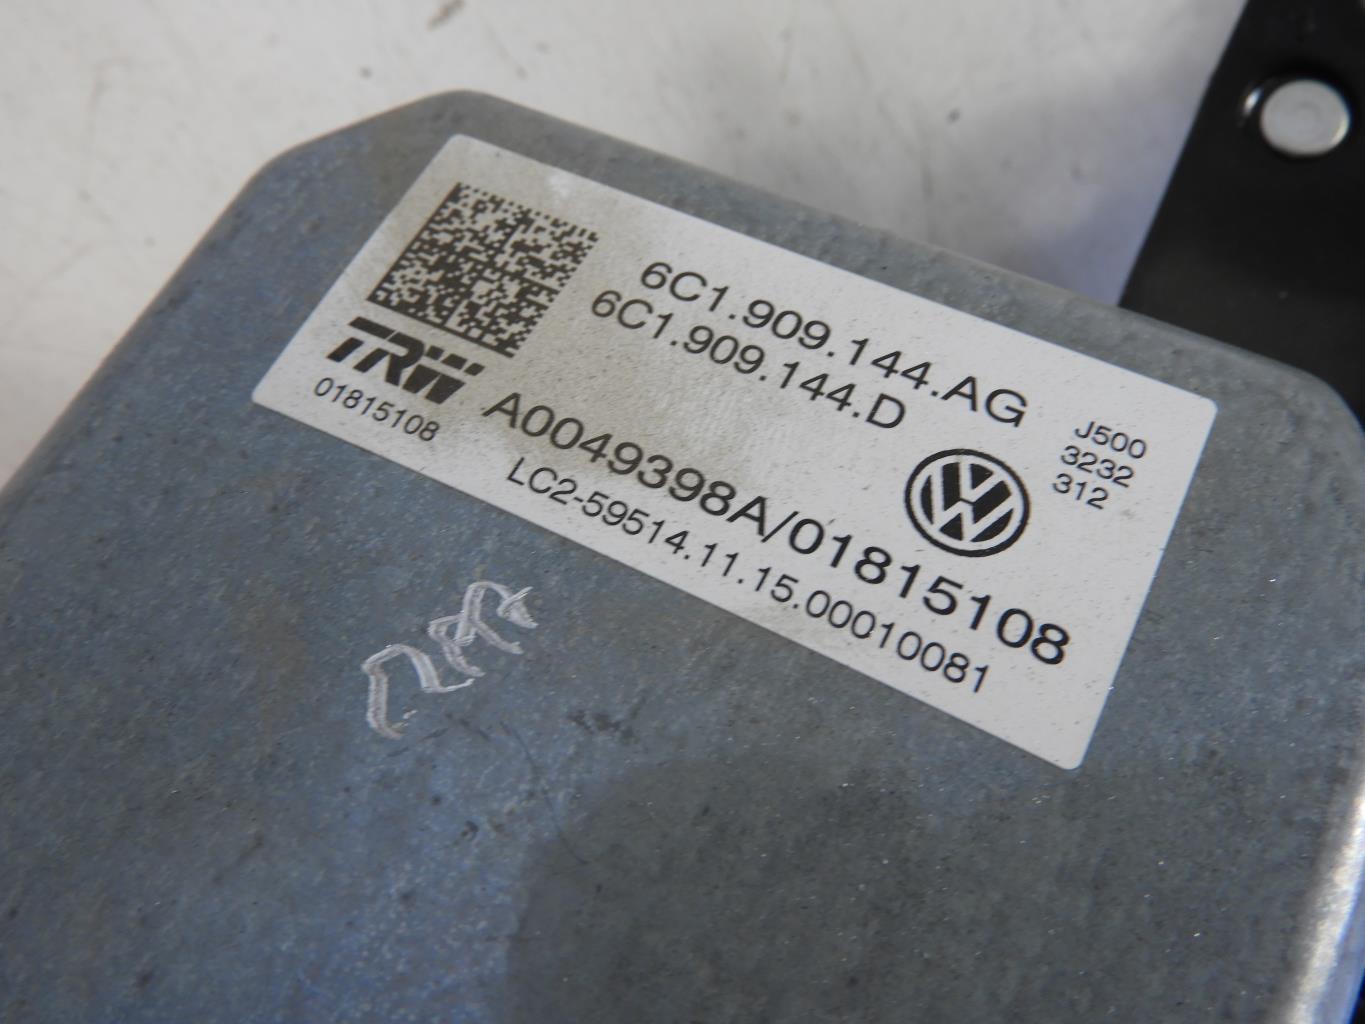 6C1.909.144.AG
6C1.909.144.D
J500
3232
312
TRW
01815108
A0049398A/01815108
LC2-59514.11.15.00010081